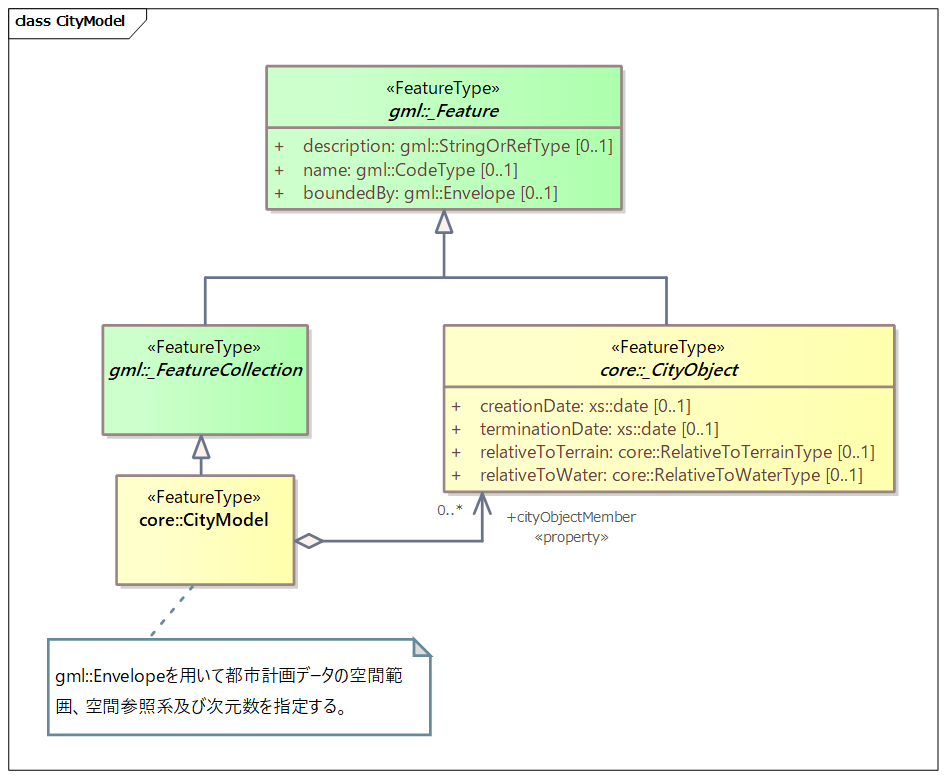 class CityModel
«FeatureType»
gml::_Feature
+ description: gml::StringOrRefType [0..1]
+ name: gml::CodeType [0..1]
+ boundedBy: gml::Envelope [0..1]
«FeatureType»
gml::_FeatureCollection
«FeatureType»
core::_CityObject
+ creationDate: xs::date [0..1]
+ terminationDate: xs::date [0..1]
+ relativeToTerrain: core::RelativeToTerrainType [0..1]
+ relativeToWater: core::RelativeToWaterType [0..1]
«FeatureType»
core::CityModel
0..*
+cityObjectMember
«property»
gml::Envelopeを用いて都市計画データの空間範
囲、空間参照系及び次元数を指定する。